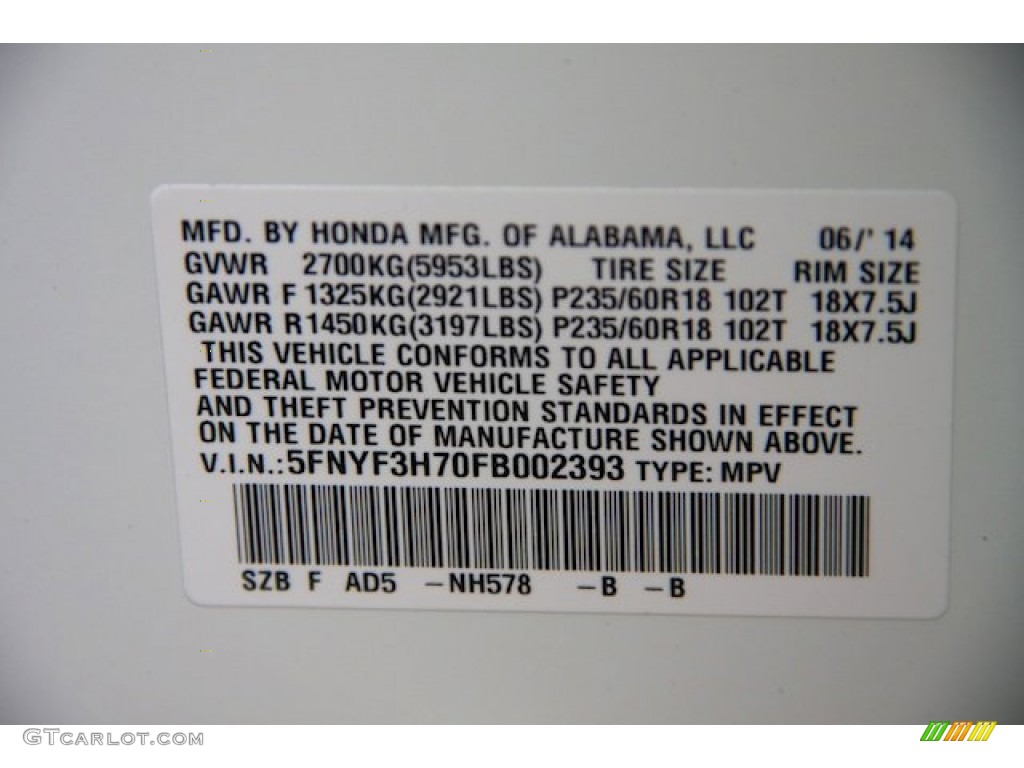 MFD. BY HONDA MFG. OF ALABAMA, LLC 06/' 14
GVWR 2700KG(5953LBS) TIRE SIZE RIM SIZE
GAWR F 1325KG(2921LBS) P235/60R18 102T 18X7.5J
GAWR R1450KG(3197LBS) P235/60R18 102T 18X7.5J
THIS VEHICLE CONFORMS TO ALL APPLICABLE
FEDERAL MOTOR VEHICLE SAFETY
AND THEFT PREVENTION STANDARDS IN EFFECT
ON THE DATE OF MANUFACTURE SHOWN ABOVE.
V.I.N.:5FNYF3H70FB002393 TYPE: MPV
SZB F AD5 -NH578 -B -B
GTCARLOT.COM